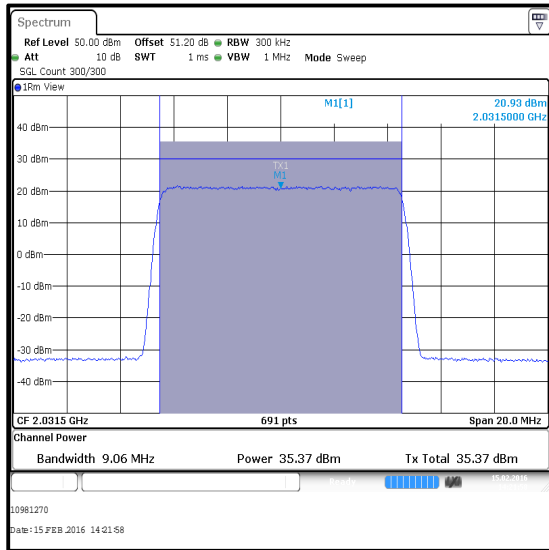 Spectrum
Ref Level 50.00 dBm Offset 51.20 dB RBW 300 kHz
Att 10 dB SWT 1 ms VBW 1 MHz Mode Sweep
SGL Count 300/300
1Rm View
M1[1] 20.93 dBm
2.0315000 GHz
40 dBm
30 dBm
TX1
M1
20 dBm
10 dBm
0 dBm
-10 dBm
-20 dBm
-30 dBm
-40 dBm
CF 2.0315 GHz 691 pts Span 20.0 MHz
Channel Power
Bandwidth 9.06 MHz Power 35.37 dBm Tx Total 35.37 dBm
Ready 15.02.2016
10981270
Date: 15.FEB.2016 14:21:58